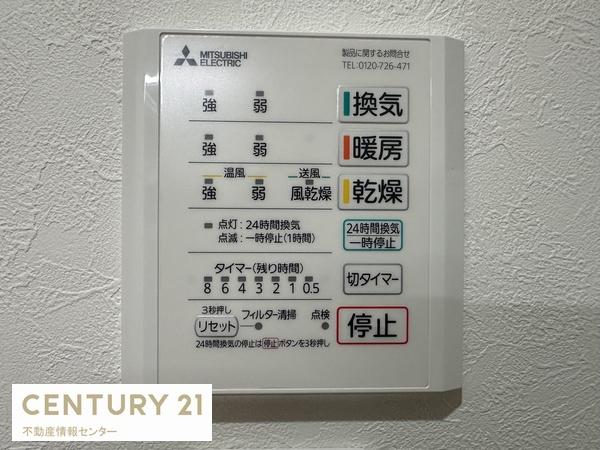 MITSUBISHI
ELECTRIC
製品に関するお問合せ
TEL:0120-726-471
強 弱 換気
強 弱 暖房
温風 送風
強 弱 風乾燥 乾燥
点灯:24時間換気
点滅:一時停止(1時間)
24時間換気
一時停止
タイマー(残り時間)
8 6 4 3 2 1 0.5
切タイマー
3秒押し
リセット フィルター清掃 点検
停止
24時間換気の停止は停止ボタンを3秒押し
CENTURY 21
不動産情報センター